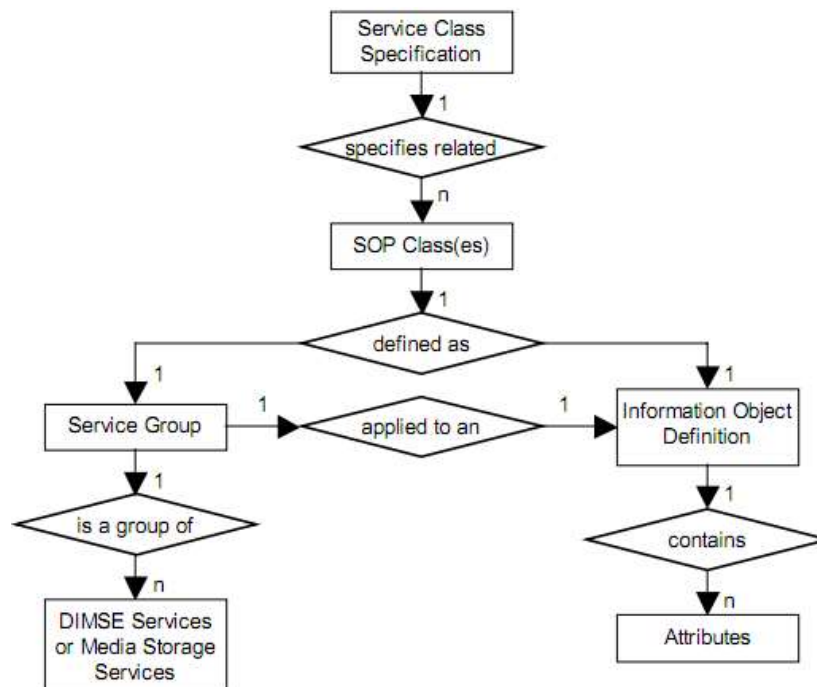 Service Class
Specification
1
specifies related
n
SOP Class(es)
1
defined as
1
1
Service Group
1
applied to an
1
Information Object
Definition
1
1
is a group of
contains
n
n
DIMSE Services
or Media Storage
Services
Attributes